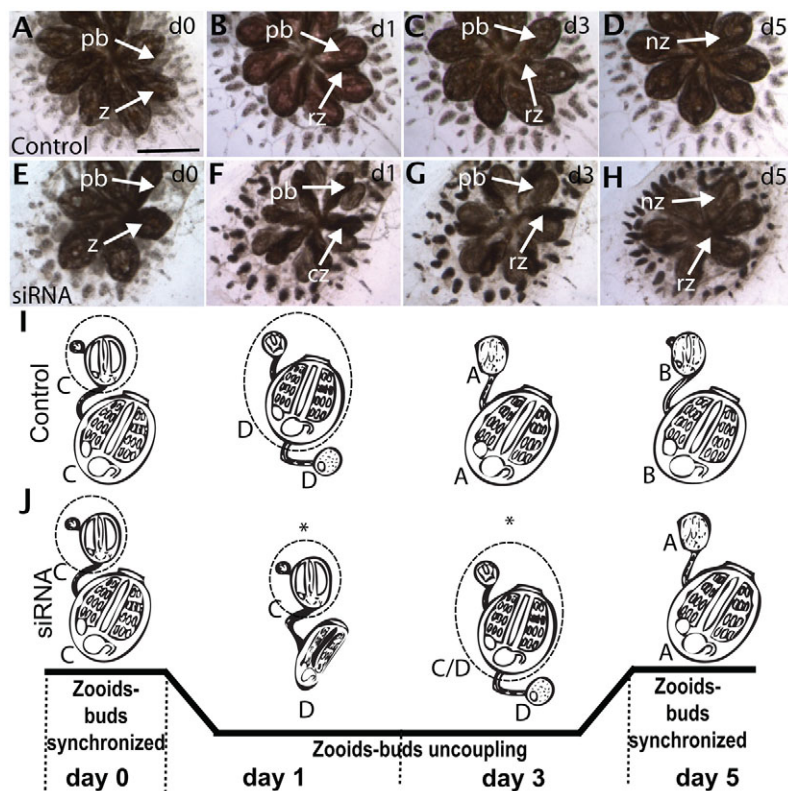 A d0 B d1 C d3 D d5
pb pb pb nz
z rz rz
Control
E d0 F d1 G d3 H d5
pb pb pb nz
z cz rz rz
siRNA
I
Control
C D A B
C D A B
J
siRNA
* *
C C C/D A
C D D A
Zooids-
buds
synchronized
Zooids-buds uncoupling
Zooids-
buds
synchronized
day 0 day 1 day 3 day 5